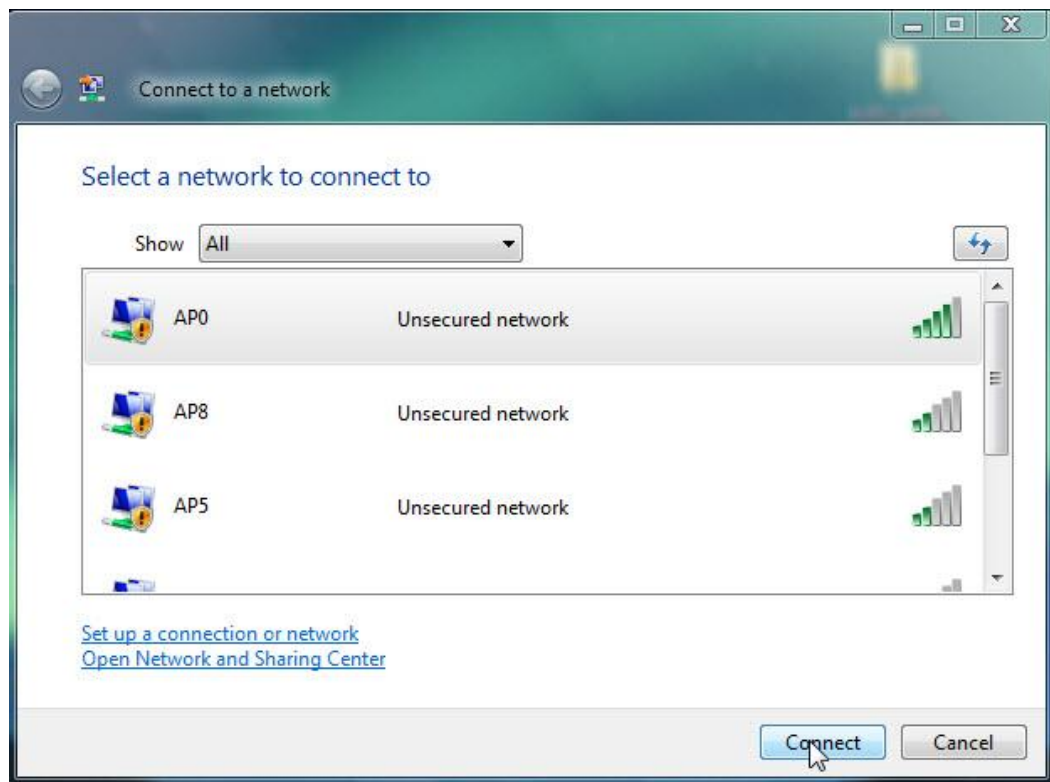 Connect to a network
Select a network to connect to
Show All
AP0 Unsecured network
AP8 Unsecured network
AP5 Unsecured network
Set up a connection or network
Open Network and Sharing Center
Connect Cancel